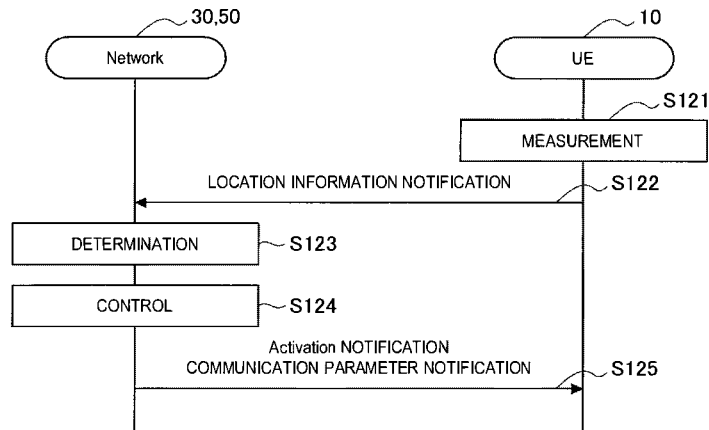 30,50
10
Network
UE
S121
MEASUREMENT
LOCATION INFORMATION NOTIFICATION
S122
DETERMINATION
S123
CONTROL
S124
Activation NOTIFICATION
COMMUNICATION PARAMETER NOTIFICATION
S125